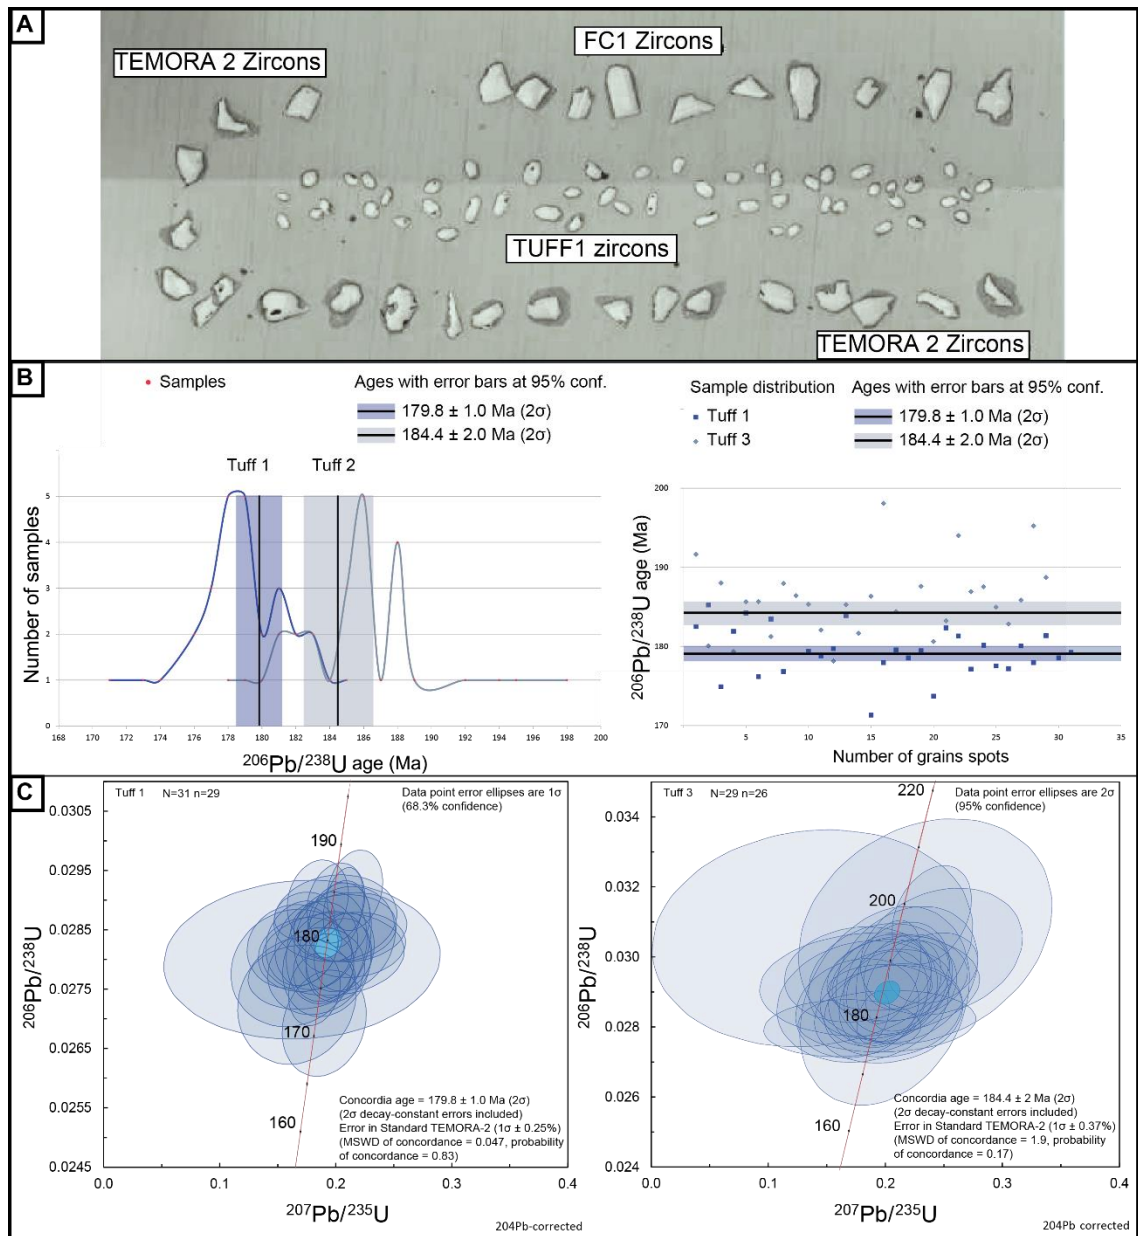 A
TEMORA 2 Zircons
FC1 Zircons
TUFF1 zircons
TEMORA 2 Zircons
B
Samples
Ages with error bars at 95% conf.
179.8 ± 1.0 Ma (2σ)
184.4 ± 2.0 Ma (2σ)
Tuff 1
Tuff 2
Number of samples
5
4
3
2
1
0
168 170 172 174 176 178 180 182 184 186 188 190 192 194 196 198 200
206Pb/238U age (Ma)
Sample distribution
Tuff 1
Tuff 3
Ages with error bars at 95% conf.
179.8 ± 1.0 Ma (2σ)
184.4 ± 2.0 Ma (2σ)
206Pb/238U age (Ma)
200
190
180
170
0 5 10 15 20 25 30 35
Number of grains spots
C
Tuff 1 N=31 n=29
Data point error ellipses are 1σ
(68.3% confidence)
206Pb/238U
0.0305
0.0295
0.0285
0.0275
0.0265
0.0255
0.0245
190
180
170
160
Concordia age = 179.8 ± 1.0 Ma (2σ)
(2σ decay-constant errors included)
Error in Standard TEMORA-2 (1σ ± 0.25%)
(MSWD of concordance = 0.047, probability
of concordance = 0.83)
0.0 0.1 0.2 0.3 0.4
207Pb/235U
204Pb-corrected
Tuff 3 N=29 n=26
Data point error ellipses are 2σ
(95% confidence)
206Pb/238U
0.034
0.032
0.030
0.028
0.026
0.024
220
200
180
160
Concordia age = 184.4 ± 2 Ma (2σ)
(2σ decay-constant errors included)
Error in Standard TEMORA-2 (1σ ± 0.37%)
(MSWD of concordance = 1.9, probability
of concordance = 0.17)
0.0 0.1 0.2 0.3 0.4
207Pb/235U
204Pb corrected